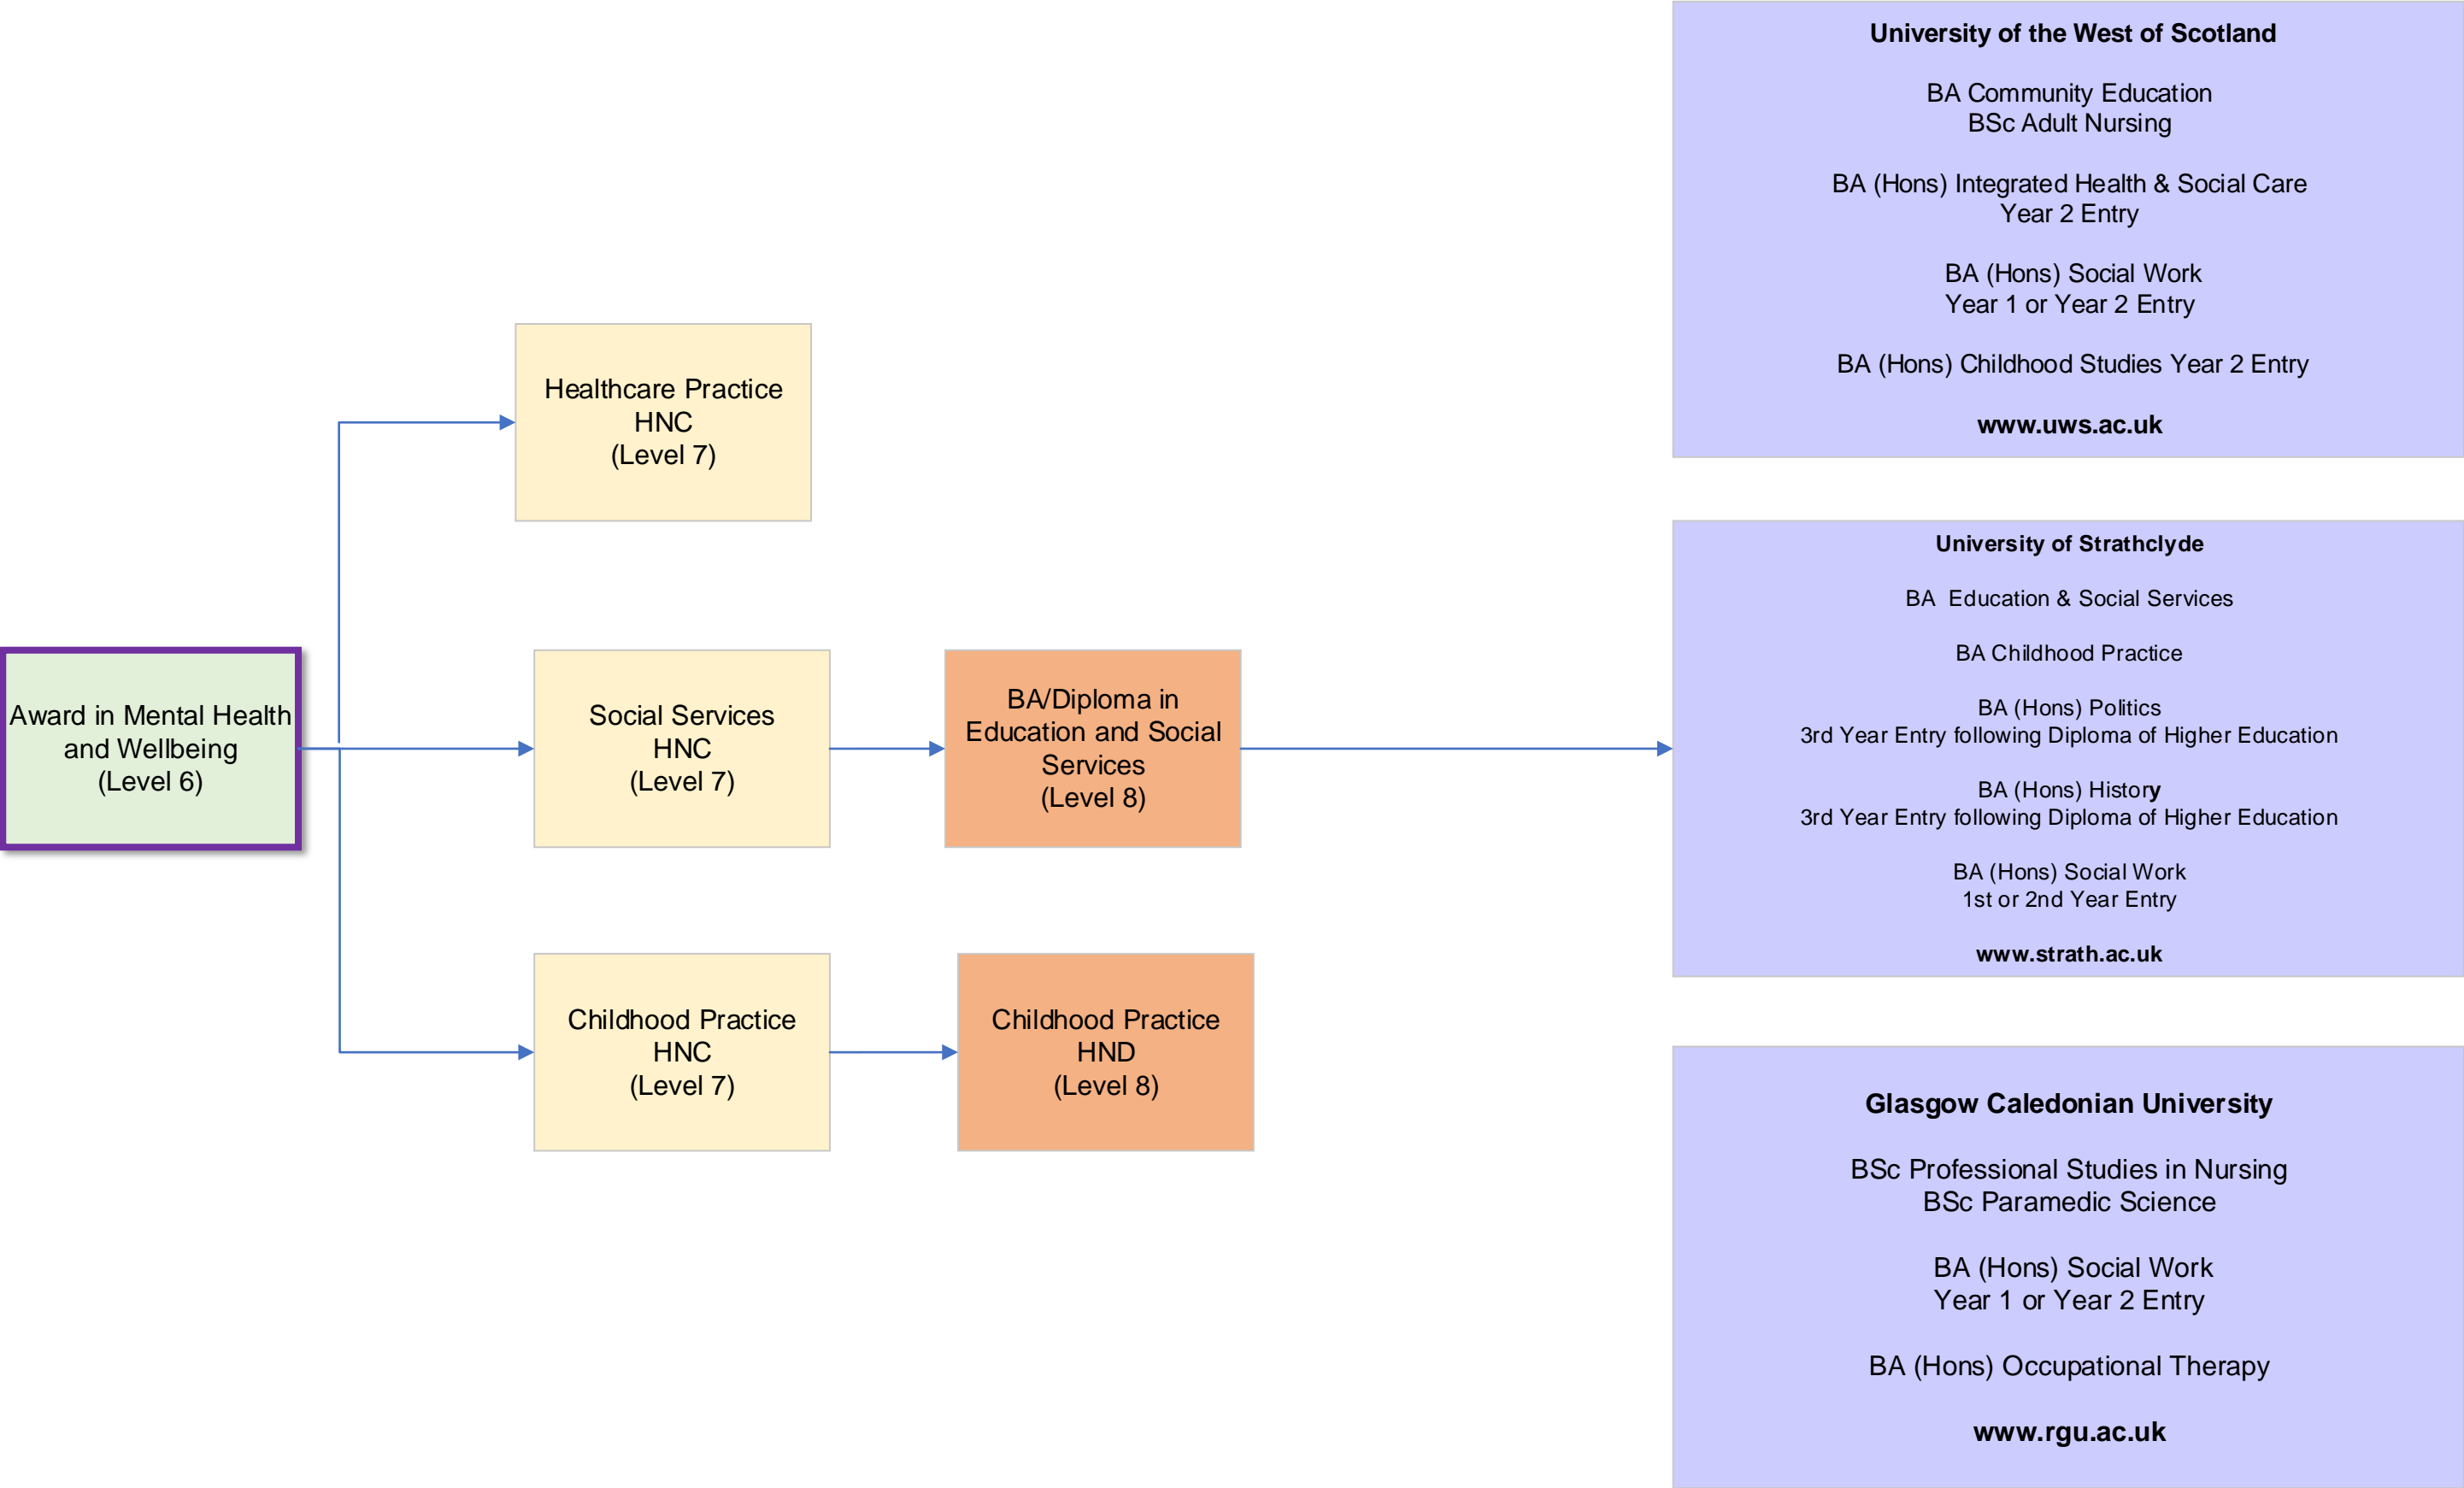 University of the West of Scotland
BA Community Education
BSc Adult Nursing
BA (Hons) Integrated Health & Social Care
Year 2 Entry
BA (Hons) Social Work
Year 1 or Year 2 Entry
BA (Hons) Childhood Studies Year 2 Entry
www.uws.ac.uk
Healthcare Practice
HNC
(Level 7)
University of Strathclyde
BA Education & Social Services
BA Childhood Practice
BA (Hons) Politics
3rd Year Entry following Diploma of Higher Education
BA (Hons) History
3rd Year Entry following Diploma of Higher Education
BA (Hons) Social Work
1st or 2nd Year Entry
www.strath.ac.uk
Award in Mental Health
and Wellbeing
(Level 6)
Social Services
HNC
(Level 7)
BA/Diploma in
Education and Social
Services
(Level 8)
Childhood Practice
HNC
(Level 7)
Childhood Practice
HND
(Level 8)
Glasgow Caledonian University
BSc Professional Studies in Nursing
BSc Paramedic Science
BA (Hons) Social Work
Year 1 or Year 2 Entry
BA (Hons) Occupational Therapy
www.rgu.ac.uk